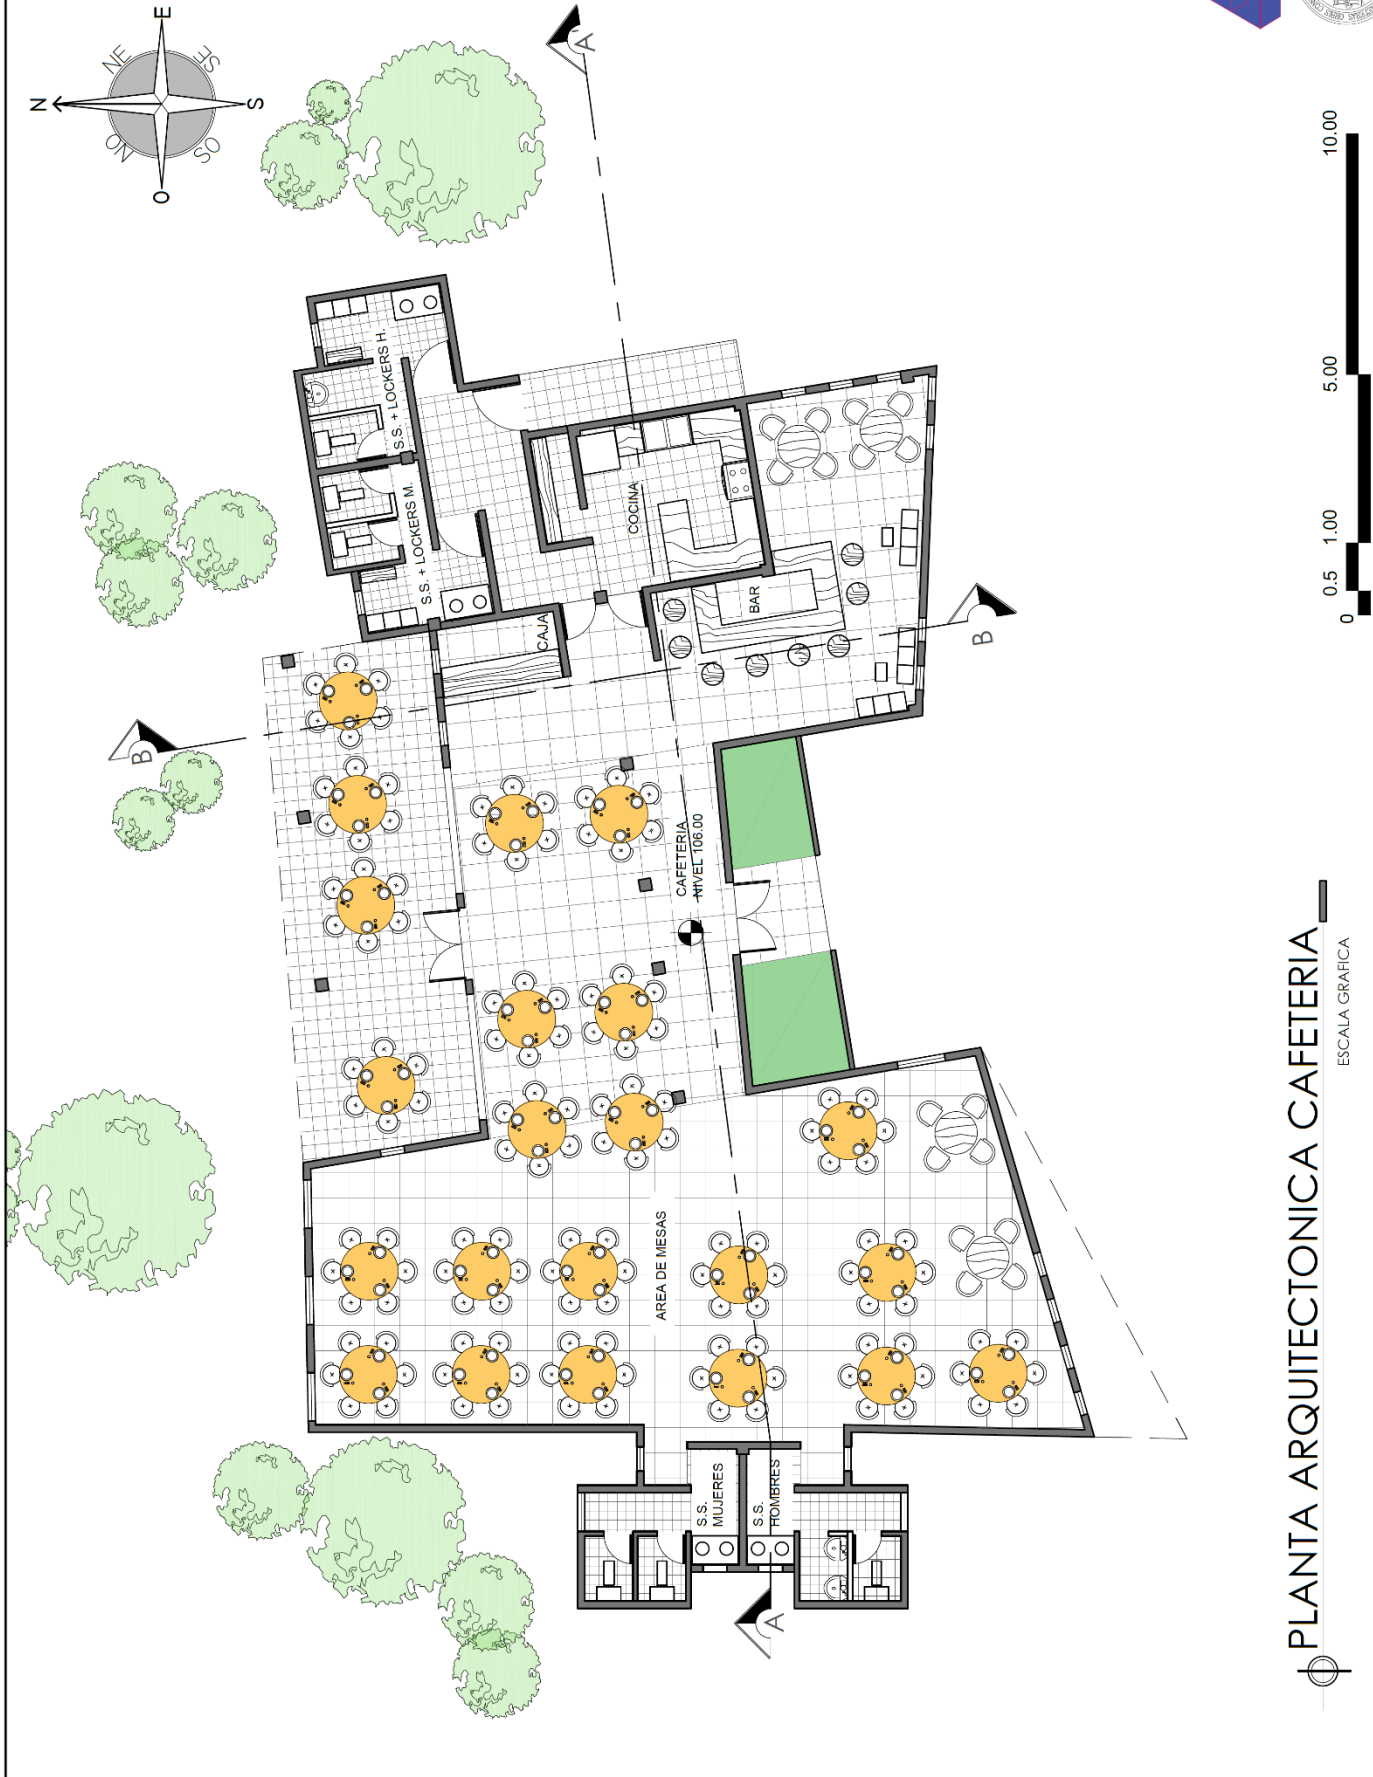 N
NE
E
SE
S
SO
O
NO
A
B
S.S. + LOCKERS H.
S.S. + LOCKERS M.
COCINA
CAJA
BAR
B
CAFETERIA
NIVEL 106.00
AREA DE MESAS
S.S.
MUJERES
S.S.
HOMBRES
A
PLANTA ARQUITECTONICA CAFETERIA
ESCALA GRAFICA
0
0.5
1.00
5.00
10.00